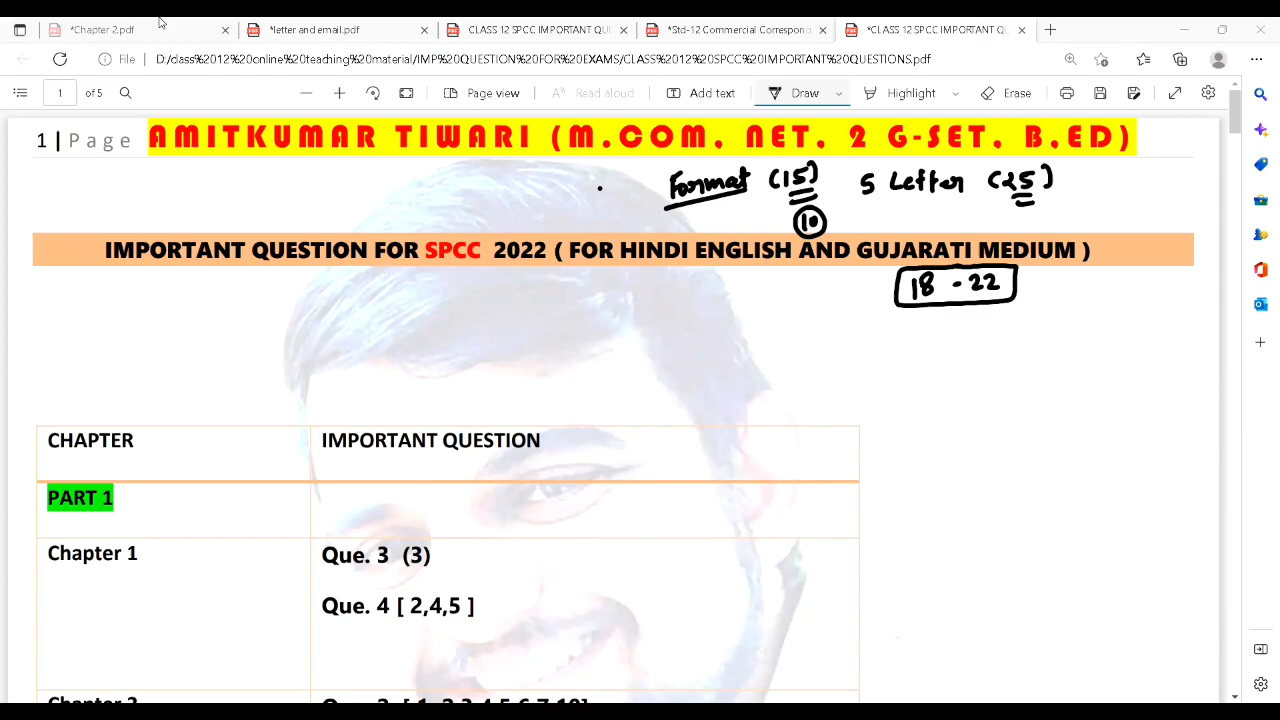 *Chapter 2.pdf
*letter and email.pdf
CLASS 12 SPCC IMPORTANT QUE
*Std-12 Commercial Correspond
*CLASS 12 SPCC IMPORTANT Q
File
D:/class%2012%20online%20teaching%20material/IMP%20QUESTION%20FOR%20EXAMS/CLASS%2012%20SPCC%20IMPORTANT%20QUESTIONS.pdf
1 of 5
Page view
Read aloud
Add text
Draw
Highlight
Erase
1 | Page AMITKUMAR TIWARI (M.COM. NET. 2 G-SET. B.ED)
Format (15) 5 Letter (25)
10
IMPORTANT QUESTION FOR SPCC 2022 ( FOR HINDI ENGLISH AND GUJARATI MEDIUM )
18 - 22
CHAPTER IMPORTANT QUESTION
PART 1
Chapter 1 Que. 3 (3)
Que. 4 [ 2,4,5 ]